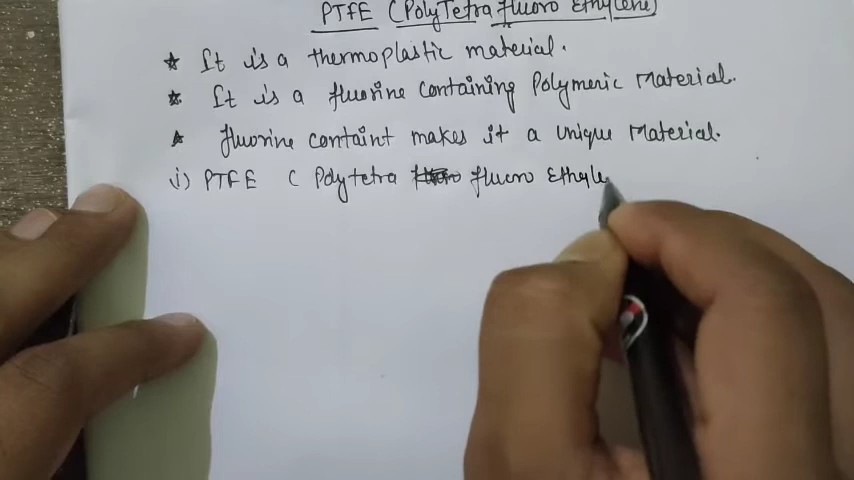 PTFE (PolyTetra fluoro Ethylene)
★ It is a thermoplastic material.
★ It is a fluorine containing Polymeric Material.
★ fluorine containt makes it a unique Material.
i) PTFE ( Polytetra fluoro Ethyle